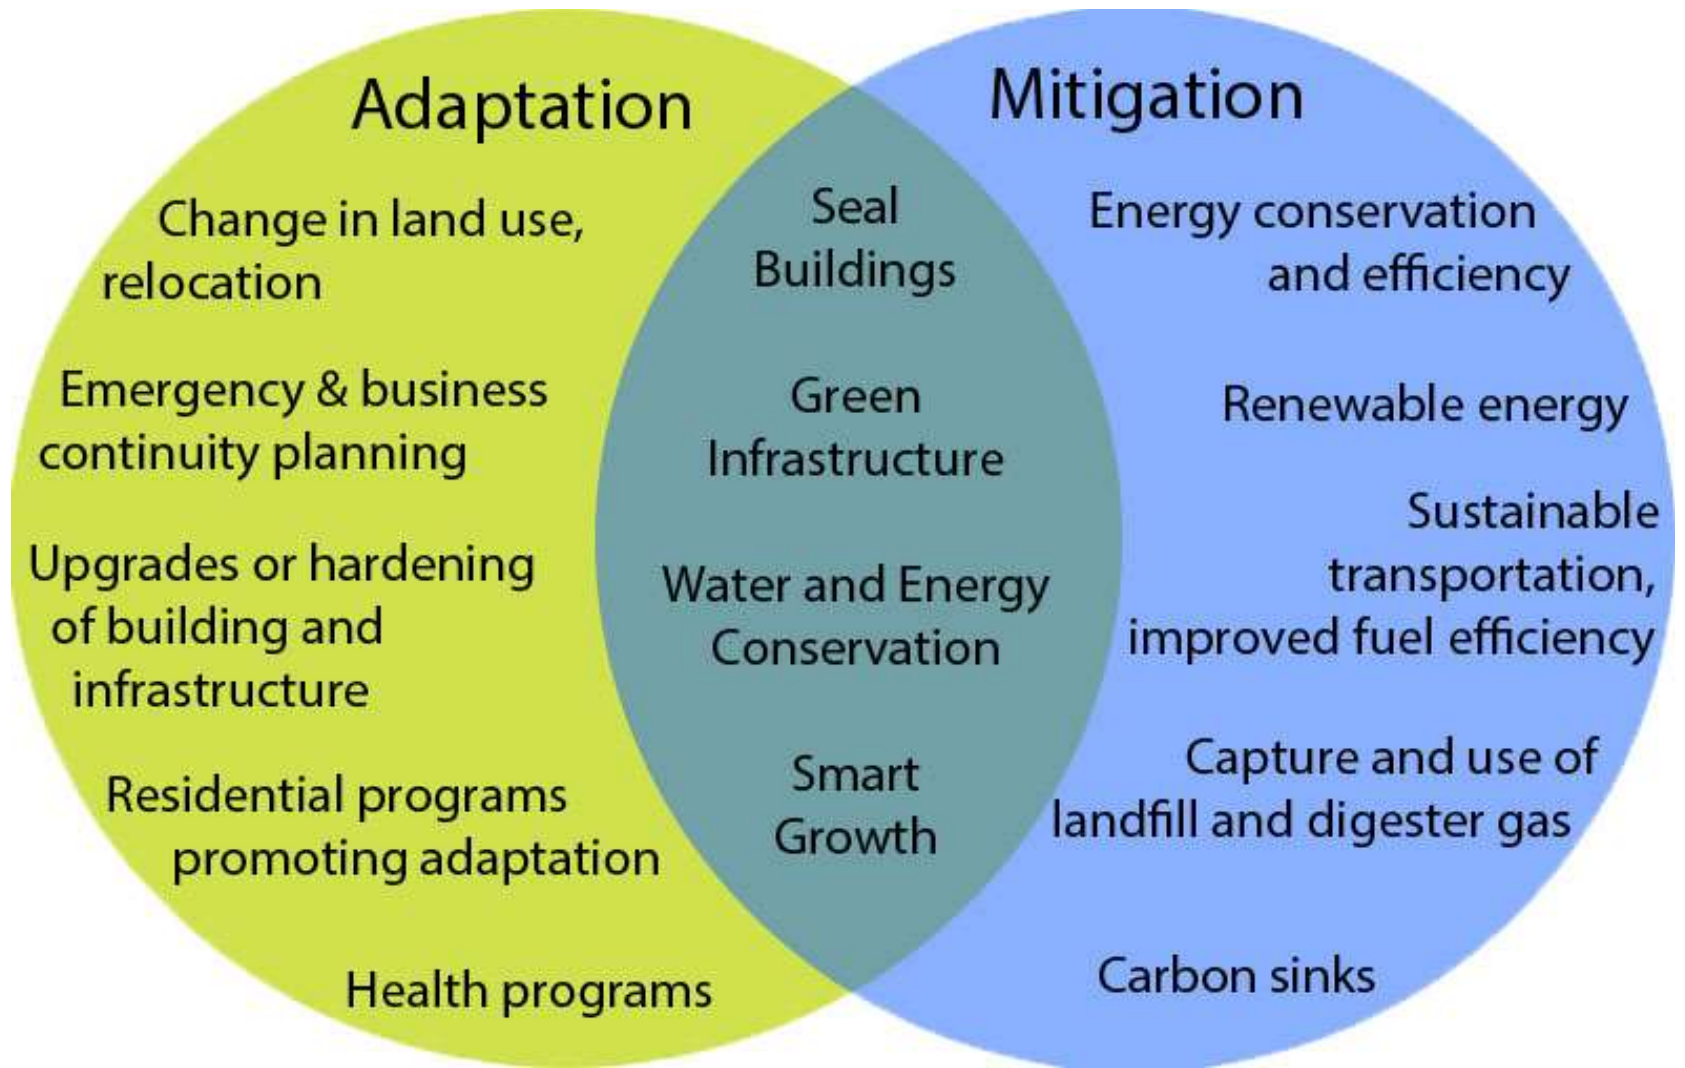 Adaptation
Change in land use,
relocation
Emergency & business
continuity planning
Upgrades or hardening
of building and
infrastructure
Residential programs
promoting adaptation
Health programs
Seal
Buildings
Green
Infrastructure
Water and Energy
Conservation
Smart
Growth
Mitigation
Energy conservation
and efficiency
Renewable energy
Sustainable
transportation,
improved fuel efficiency
Capture and use of
landfill and digester gas
Carbon sinks